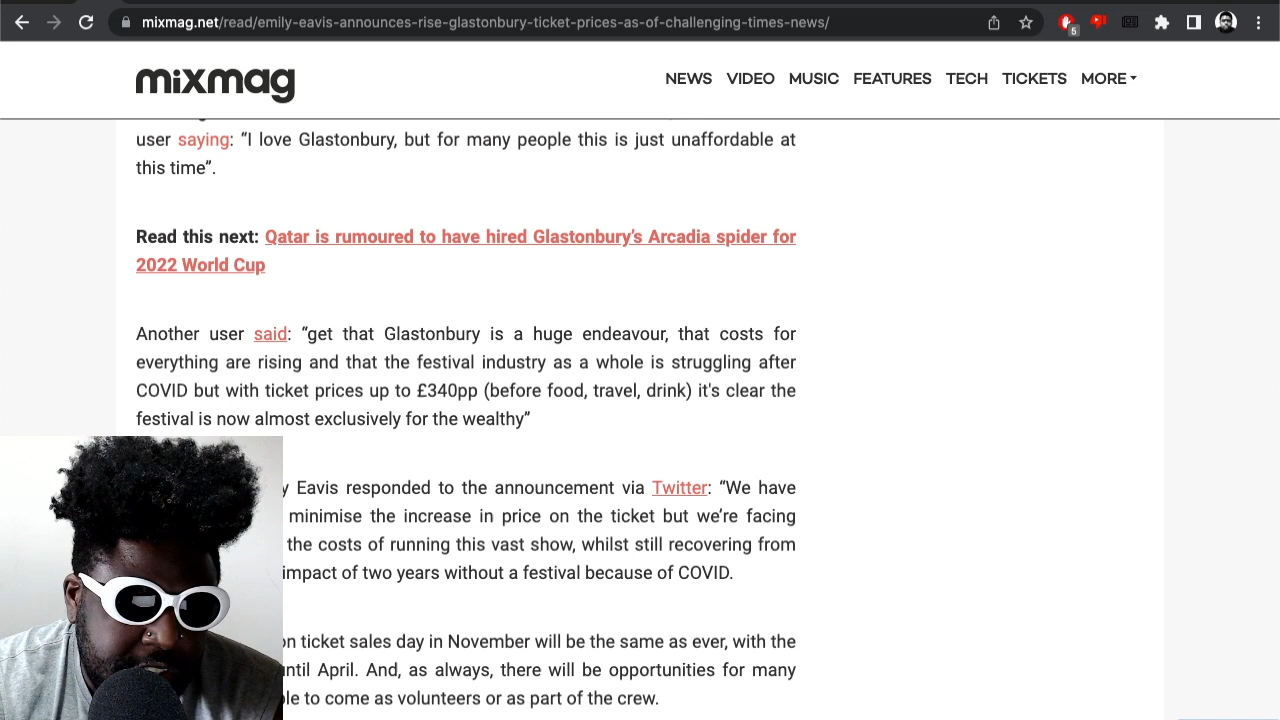 mixmag.net/read/emily-eavis-announces-rise-glastonbury-ticket-prices-as-of-challenging-times-news/
5
mixmag
NEWS VIDEO MUSIC FEATURES TECH TICKETS MORE
user saying: “I love Glastonbury, but for many people this is just unaffordable at
this time”.
Read this next: Qatar is rumoured to have hired Glastonbury’s Arcadia spider for
2022 World Cup
Another user said: “get that Glastonbury is a huge endeavour, that costs for
everything are rising and that the festival industry as a whole is struggling after
COVID but with ticket prices up to £340pp (before food, travel, drink) it's clear the
festival is now almost exclusively for the wealthy”
Eavis responded to the announcement via Twitter: “We have
minimise the increase in price on the ticket but we’re facing
the costs of running this vast show, whilst still recovering from
impact of two years without a festival because of COVID.
on ticket sales day in November will be the same as ever, with the
until April. And, as always, there will be opportunities for many
to come as volunteers or as part of the crew.